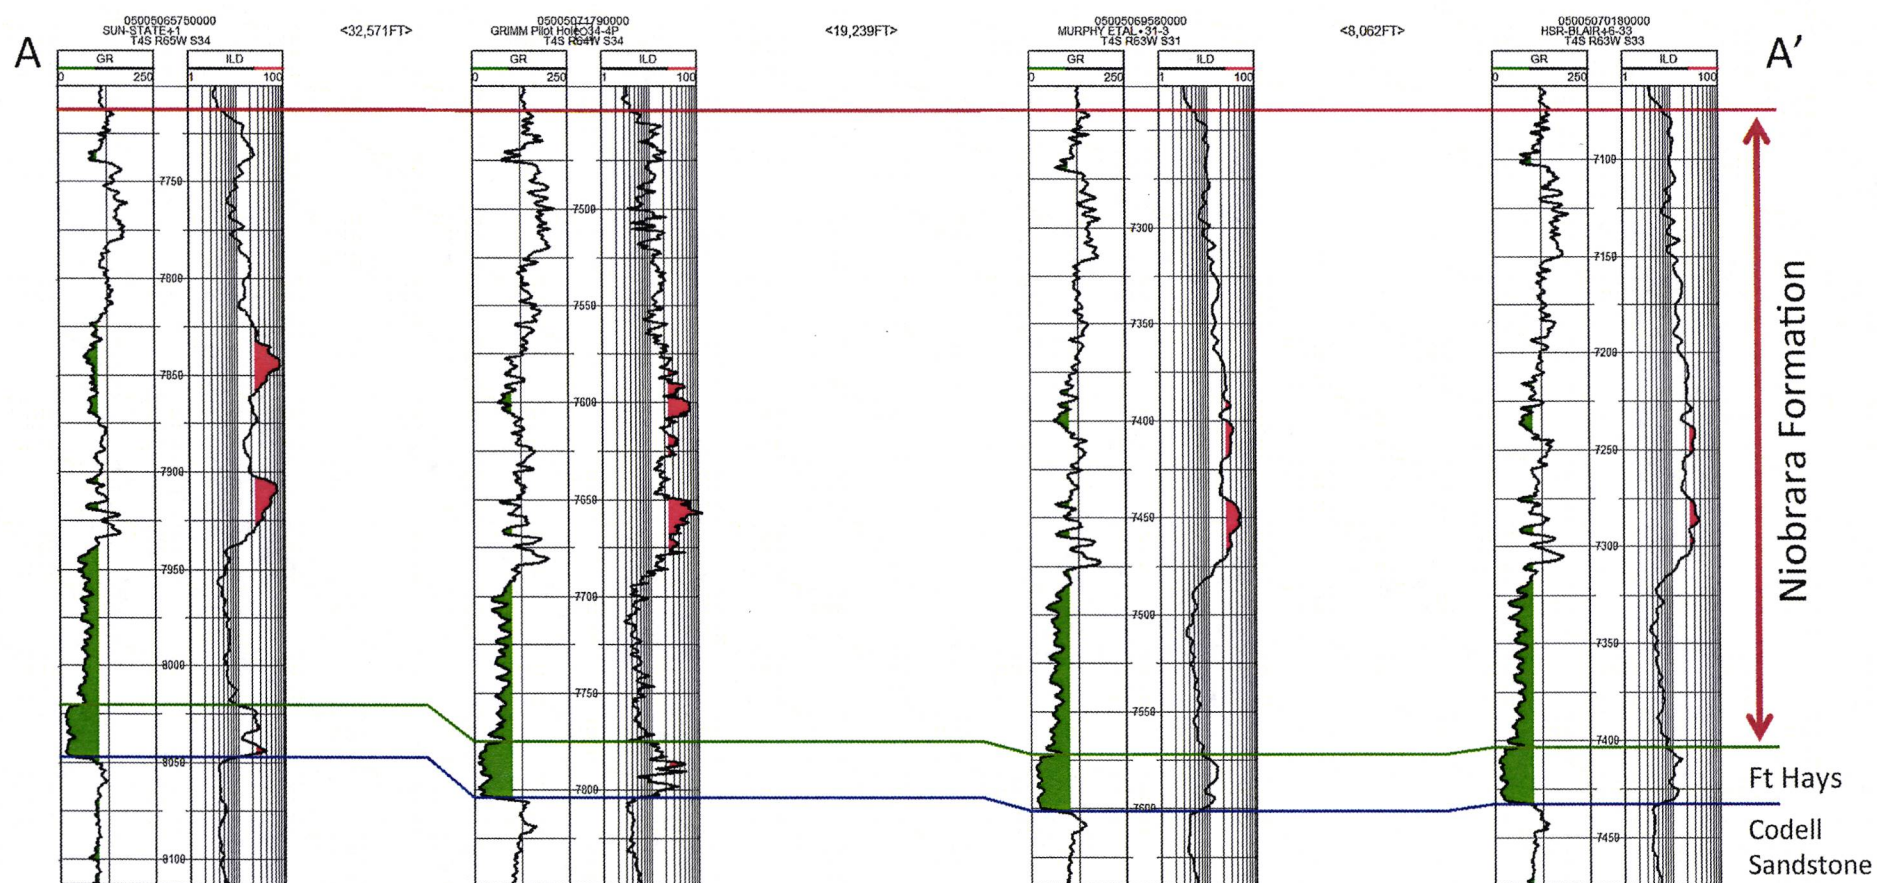 A
05005065750000
SUN-STATE+1
T4S R65W S34
<32,571FT>
05005071790000
GRIMM Pilot Hole 34-4P
T4S R64W S34
<19,239FT>
05005069580000
MURPHY ETAL 31-3
T4S R63W S31
<8,062FT>
05005070180000
HSR-BLAIR+6-33
T4S R63W S33
A'
GR
0 250
ILD
1 100
GR
0 250
ILD
1 100
GR
0 250
ILD
1 100
GR
0 250
ILD
1 100
7750
7800
7850
7900
7950
8000
8050
8100
7500
7550
7600
7650
7700
7750
7800
7300
7350
7400
7450
7500
7550
7600
7100
7150
7200
7250
7300
7350
7400
7450
Niobrara Formation
Ft Hays
Codell
Sandstone